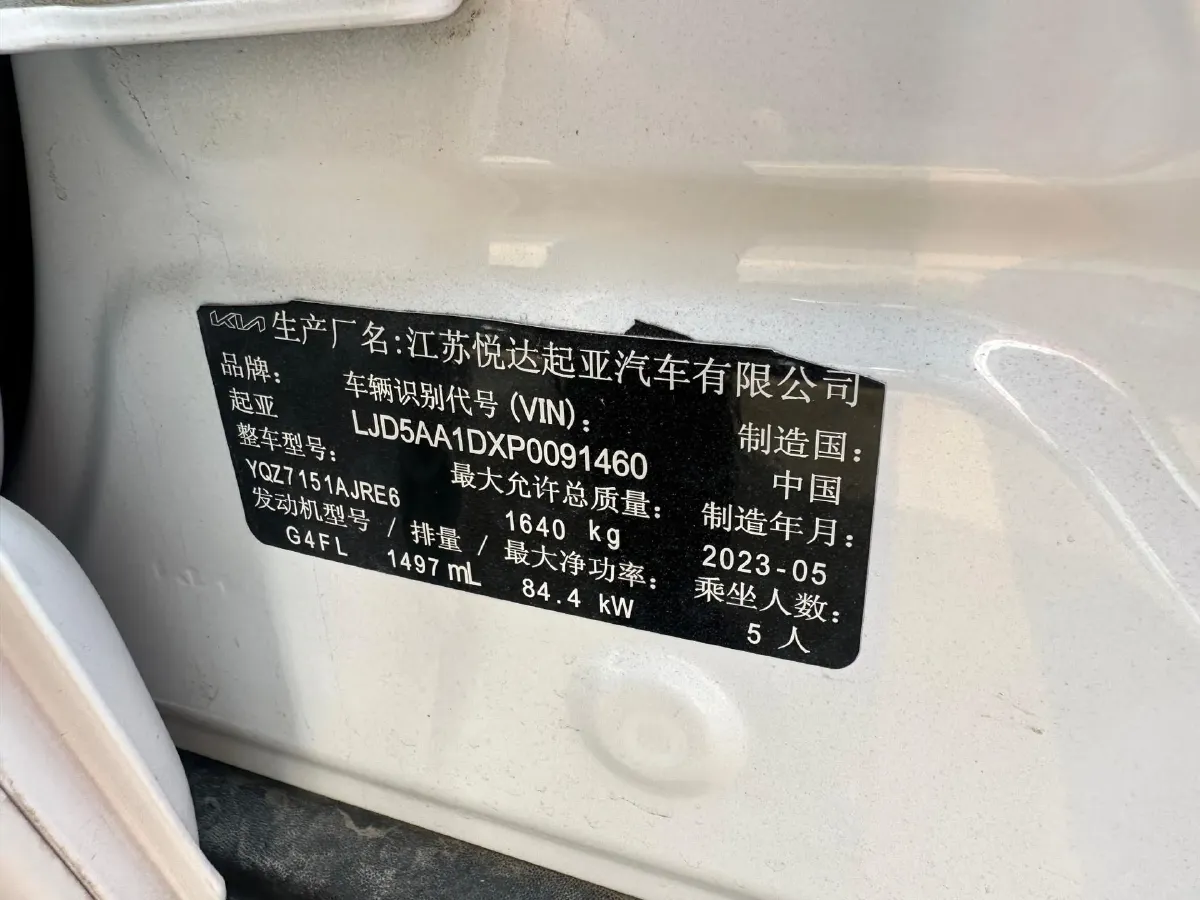 KIA 生产厂名:江苏悦达起亚汽车有限公司
品牌: 车辆识别代号 (VIN): 制造国:
起亚 LJD5AA1DXP0091460 中国
整车型号: 最大允许总质量: 制造年月:
YQZ7151AJRE6 1640 kg 2023-05
发动机型号 / 排量 / 最大净功率: 乘坐人数:
G4FL 1497 mL 84.4 kW 5 人